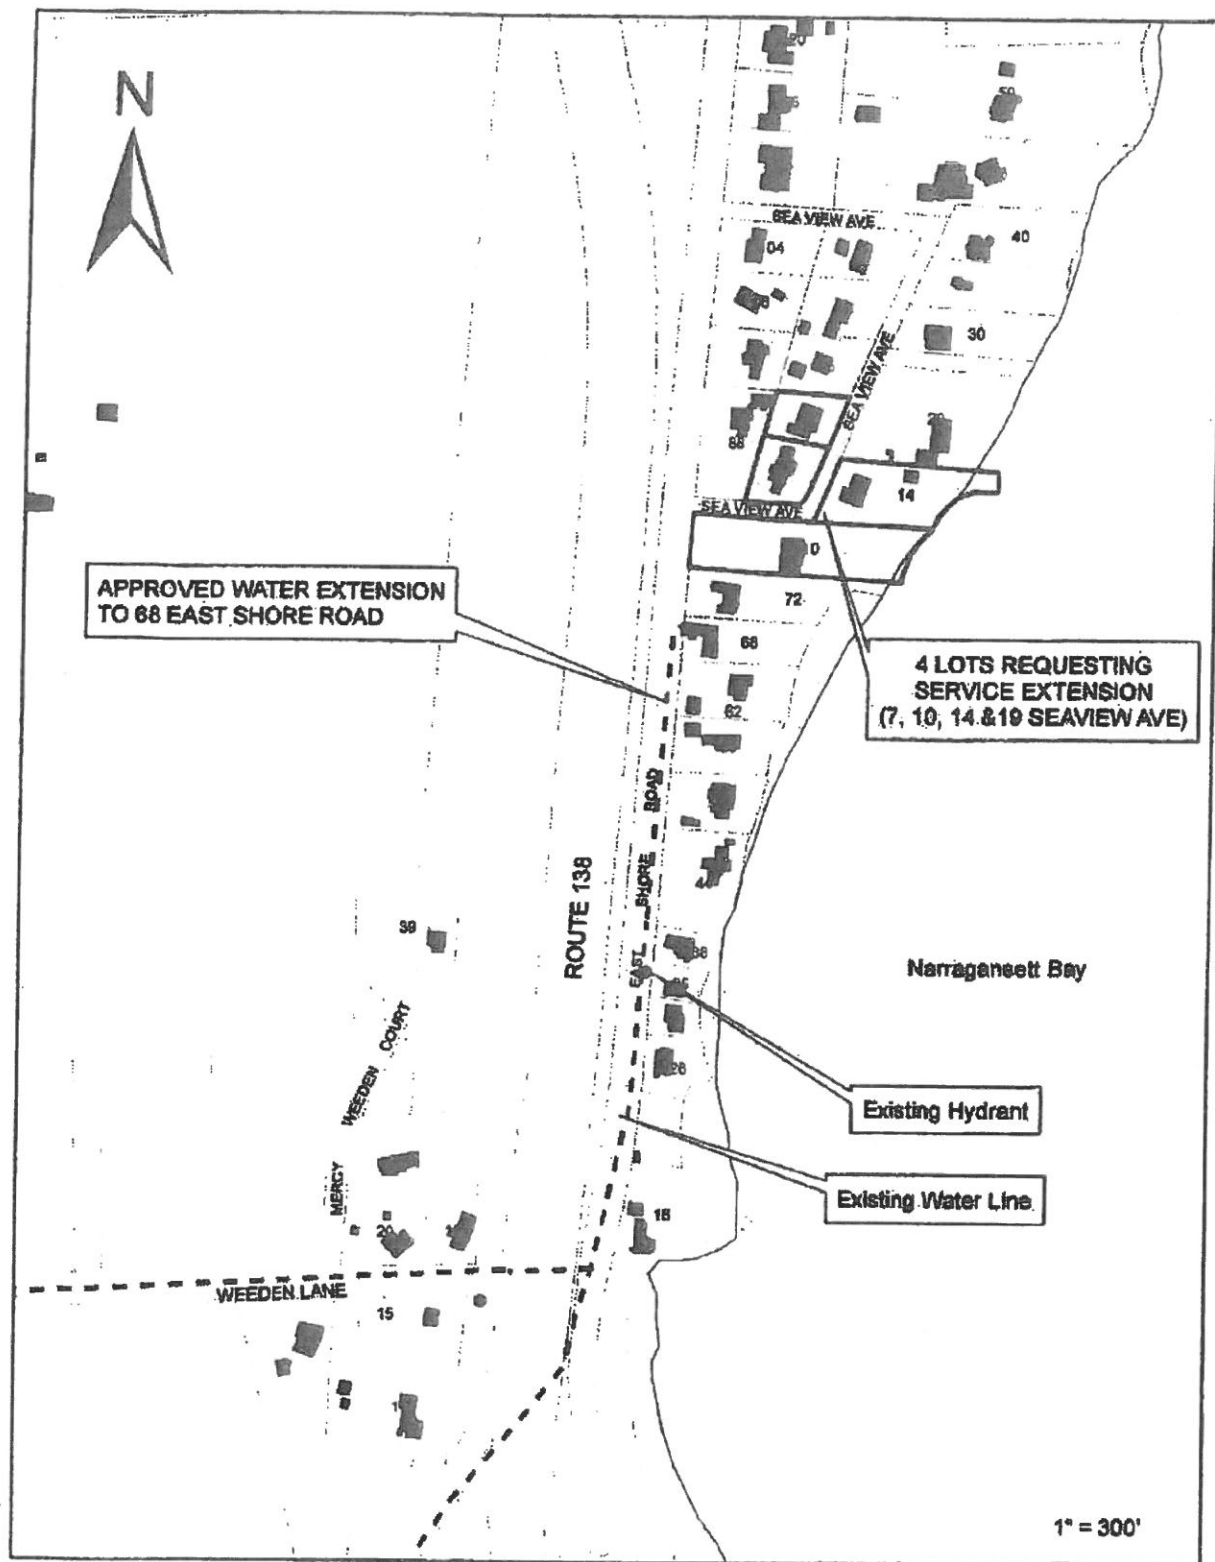 N
20
SEA VIEW AVE
40
04
30
SEA VIEW AVE
88
14
SEA VIEW AVE
APPROVED WATER EXTENSION
TO 68 EAST SHORE ROAD
72
68
4 LOTS REQUESTING
SERVICE EXTENSION
(7, 10, 14 & 19 SEAVIEW AVE)
62
EAST SHORE ROAD
44
ROUTE 138
39
38
Narragansett Bay
26
Existing Hydrant
MERCY WEEDEN COURT
Existing Water Line
18
WEEDEN LANE
15
1" = 300'